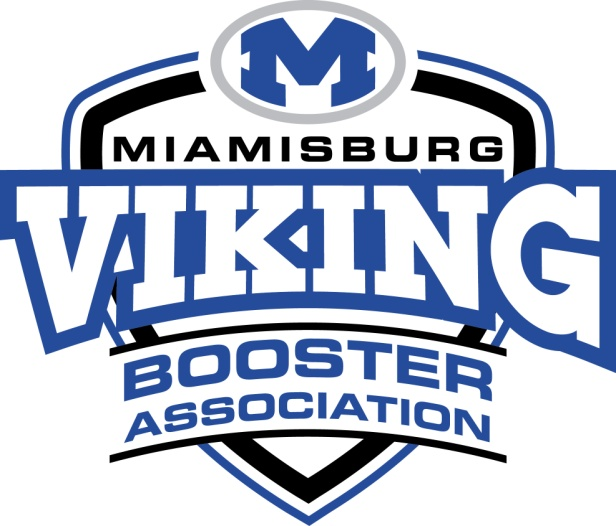 M
MIAMISBURG
VIKING
BOOSTER
ASSOCIATION